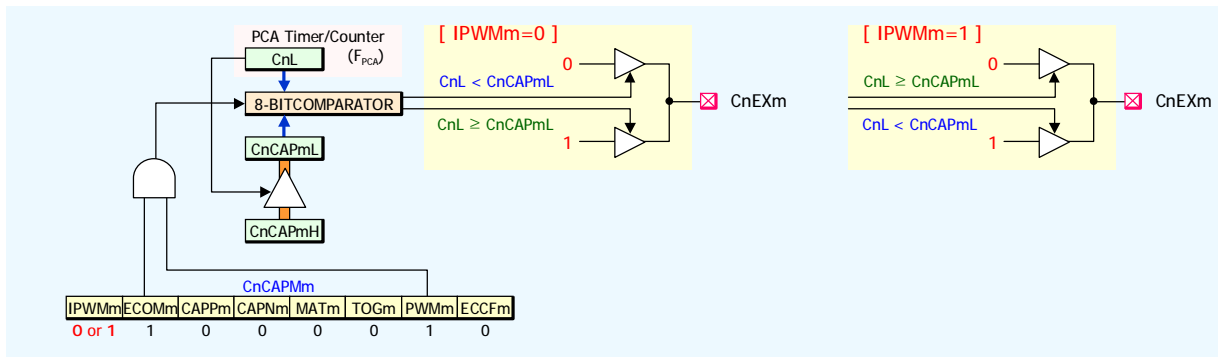 PCA Timer/Counter
(FPCA)
CnL
8-BITCOMPARATOR
CnCAPmL
CnCAPmH
[ IPWMm=0 ]
0
CnL < CnCAPmL
CnL ≥ CnCAPmL
1
CnEXm
[ IPWMm=1 ]
0
CnL ≥ CnCAPmL
CnL < CnCAPmL
1
CnEXm
CnCAPMm
IPWMm ECOMm CAPPm CAPNm MATm TOGm PWMm ECCFm
0 or 1 1 0 0 0 0 1 0